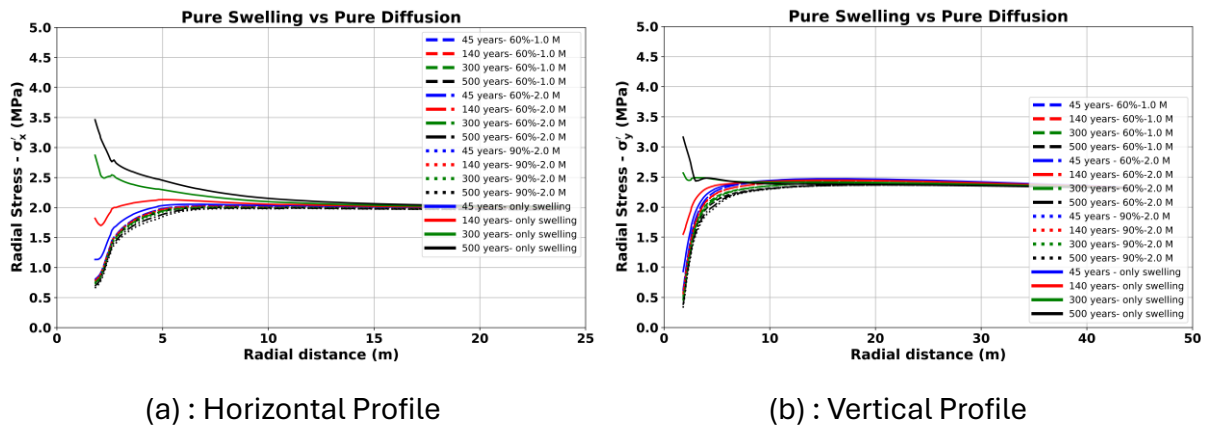 Pure Swelling vs Pure Diffusion
5.0
4.5
4.0
3.5
3.0
2.5
2.0
1.5
1.0
0.5
0.0
Radial Stress - σ′x (MPa)
45 years- 60%-1.0 M
140 years- 60%-1.0 M
300 years- 60%-1.0 M
500 years- 60%-1.0 M
45 years- 60%-2.0 M
140 years- 60%-2.0 M
300 years- 60%-2.0 M
500 years- 60%-2.0 M
45 years- 90%-2.0 M
140 years- 90%-2.0 M
300 years- 90%-2.0 M
500 years- 90%-2.0 M
45 years- only swelling
140 years- only swelling
300 years- only swelling
500 years- only swelling
0 5 10 15 20 25
Radial distance (m)
(a) : Horizontal Profile
Pure Swelling vs Pure Diffusion
5.0
4.5
4.0
3.5
3.0
2.5
2.0
1.5
1.0
0.5
0.0
Radial Stress - σ′y (MPa)
45 years- 60%-1.0 M
140 years- 60%-1.0 M
300 years- 60%-1.0 M
500 years- 60%-1.0 M
45 years - 60%-2.0 M
140 years- 60%-2.0 M
300 years- 60%-2.0 M
500 years- 60%-2.0 M
45 years - 90%-2.0 M
140 years- 90%-2.0 M
300 years- 90%-2.0 M
500 years- 90%-2.0 M
45 years - only swelling
140 years- only swelling
300 years- only swelling
500 years- only swelling
0 10 20 30 40 50
Radial distance (m)
(b) : Vertical Profile